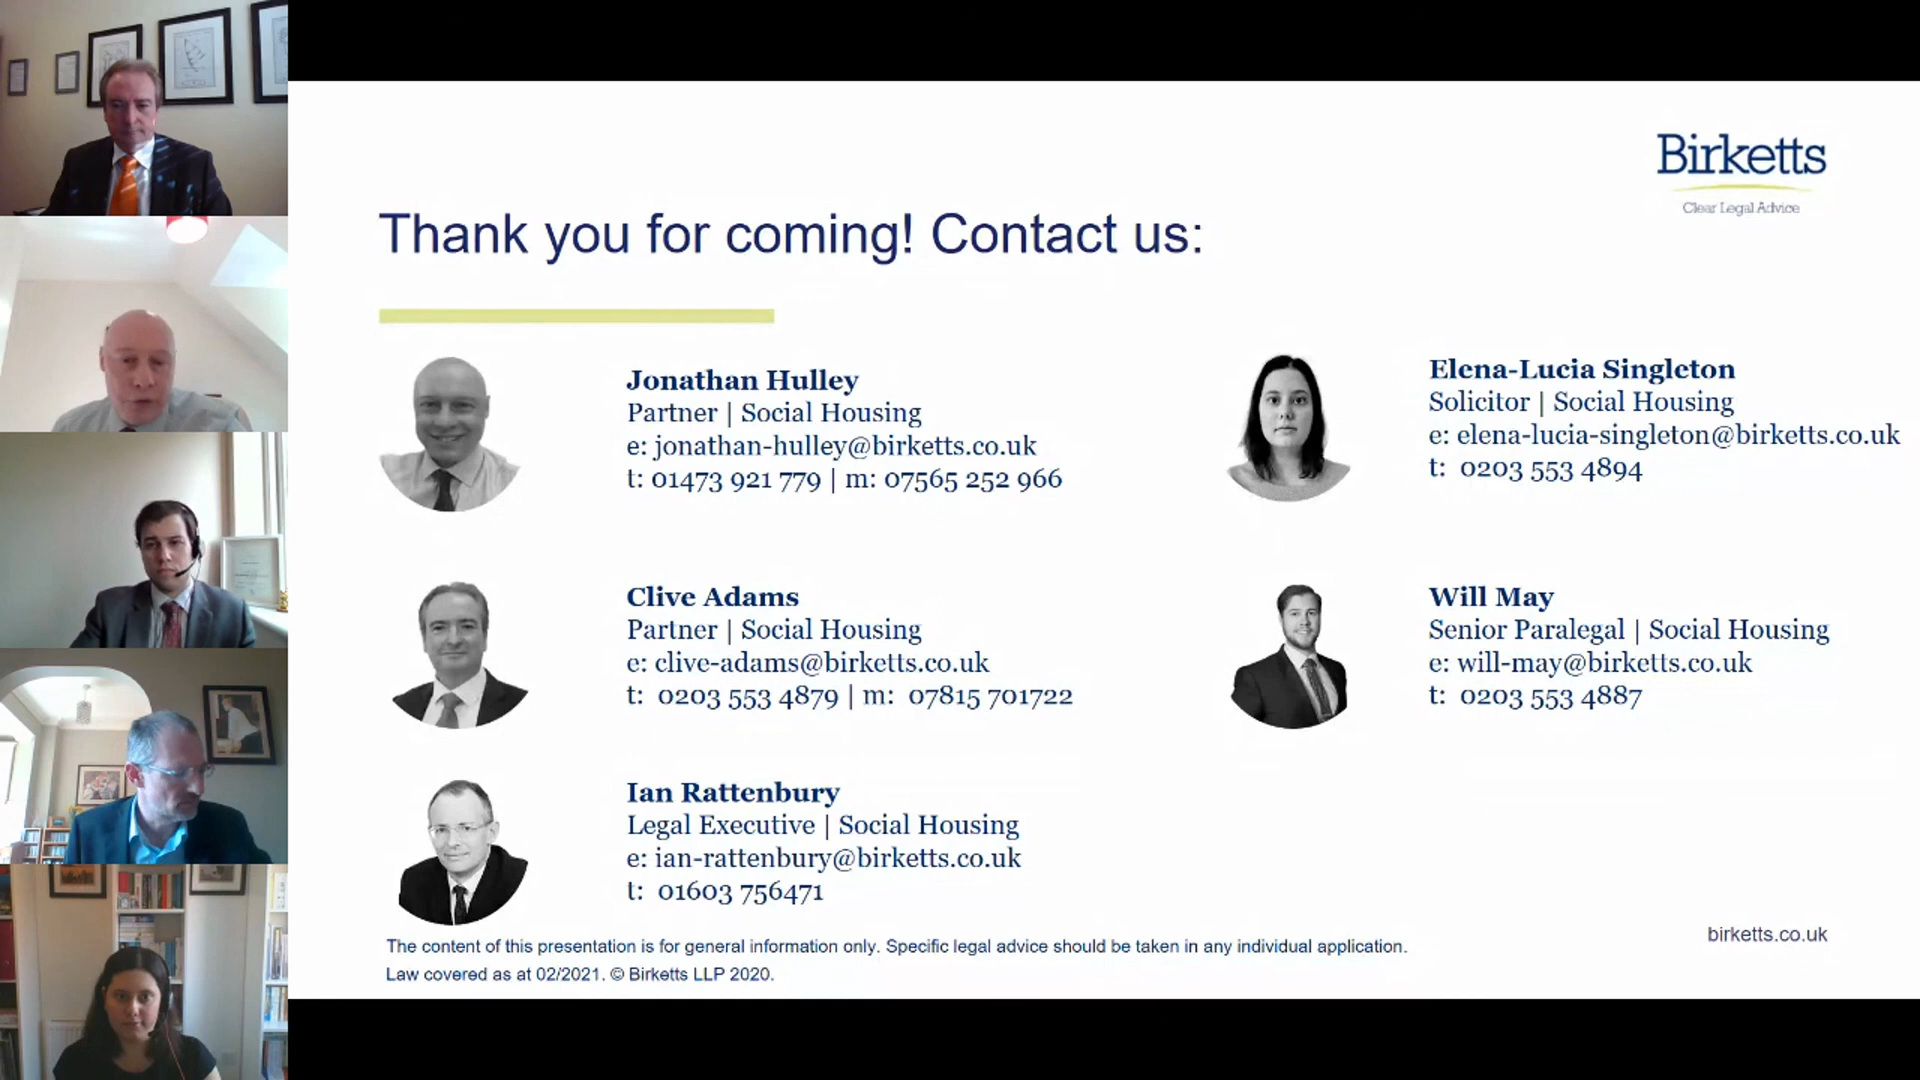 Birketts
Clear Legal Advice
Thank you for coming! Contact us:
Jonathan Hulley
Partner | Social Housing
e: jonathan-hulley@birketts.co.uk
t: 01473 921 779 | m: 07565 252 966
Elena-Lucia Singleton
Solicitor | Social Housing
e: elena-lucia-singleton@birketts.co.uk
t: 0203 553 4894
Clive Adams
Partner | Social Housing
e: clive-adams@birketts.co.uk
t: 0203 553 4879 | m: 07815 701722
Will May
Senior Paralegal | Social Housing
e: will-may@birketts.co.uk
t: 0203 553 4887
Ian Rattenbury
Legal Executive | Social Housing
e: ian-rattenbury@birketts.co.uk
t: 01603 756471
The content of this presentation is for general information only. Specific legal advice should be taken in any individual application.
Law covered as at 02/2021. © Birketts LLP 2020.
birketts.co.uk